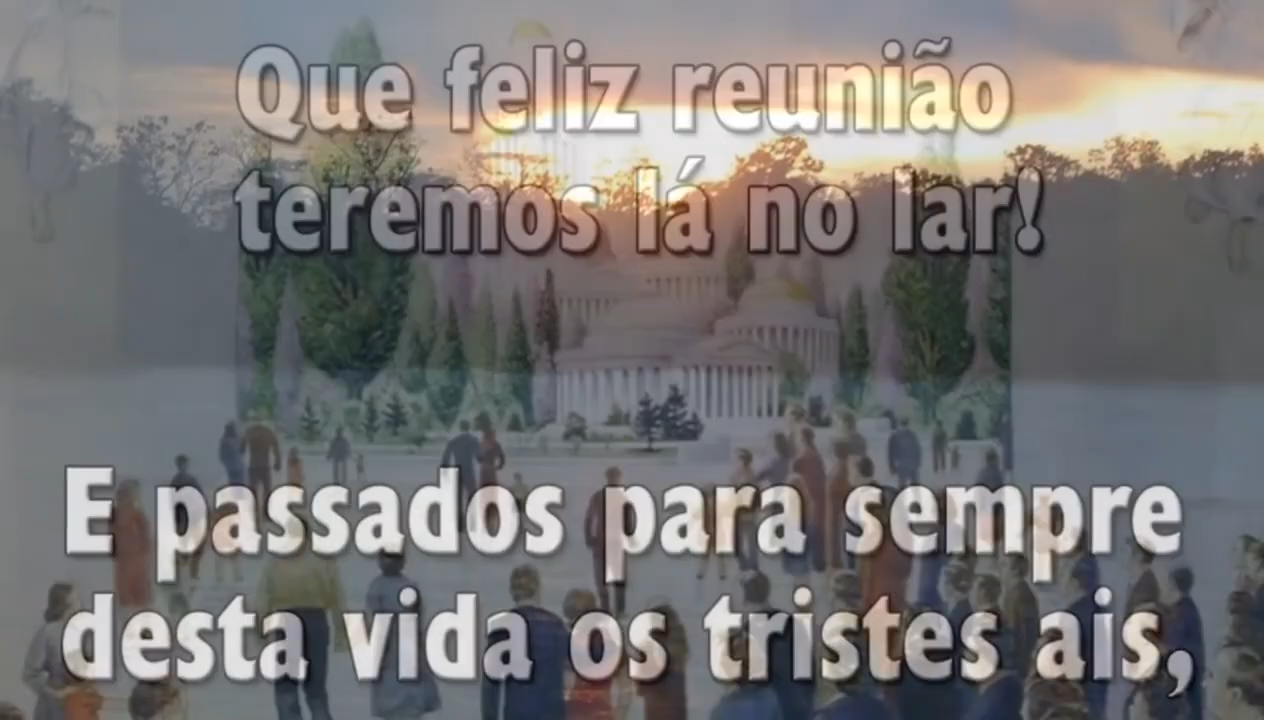 Que feliz reunião
teremos lá no lar!
E passados para sempre
desta vida os tristes ais,